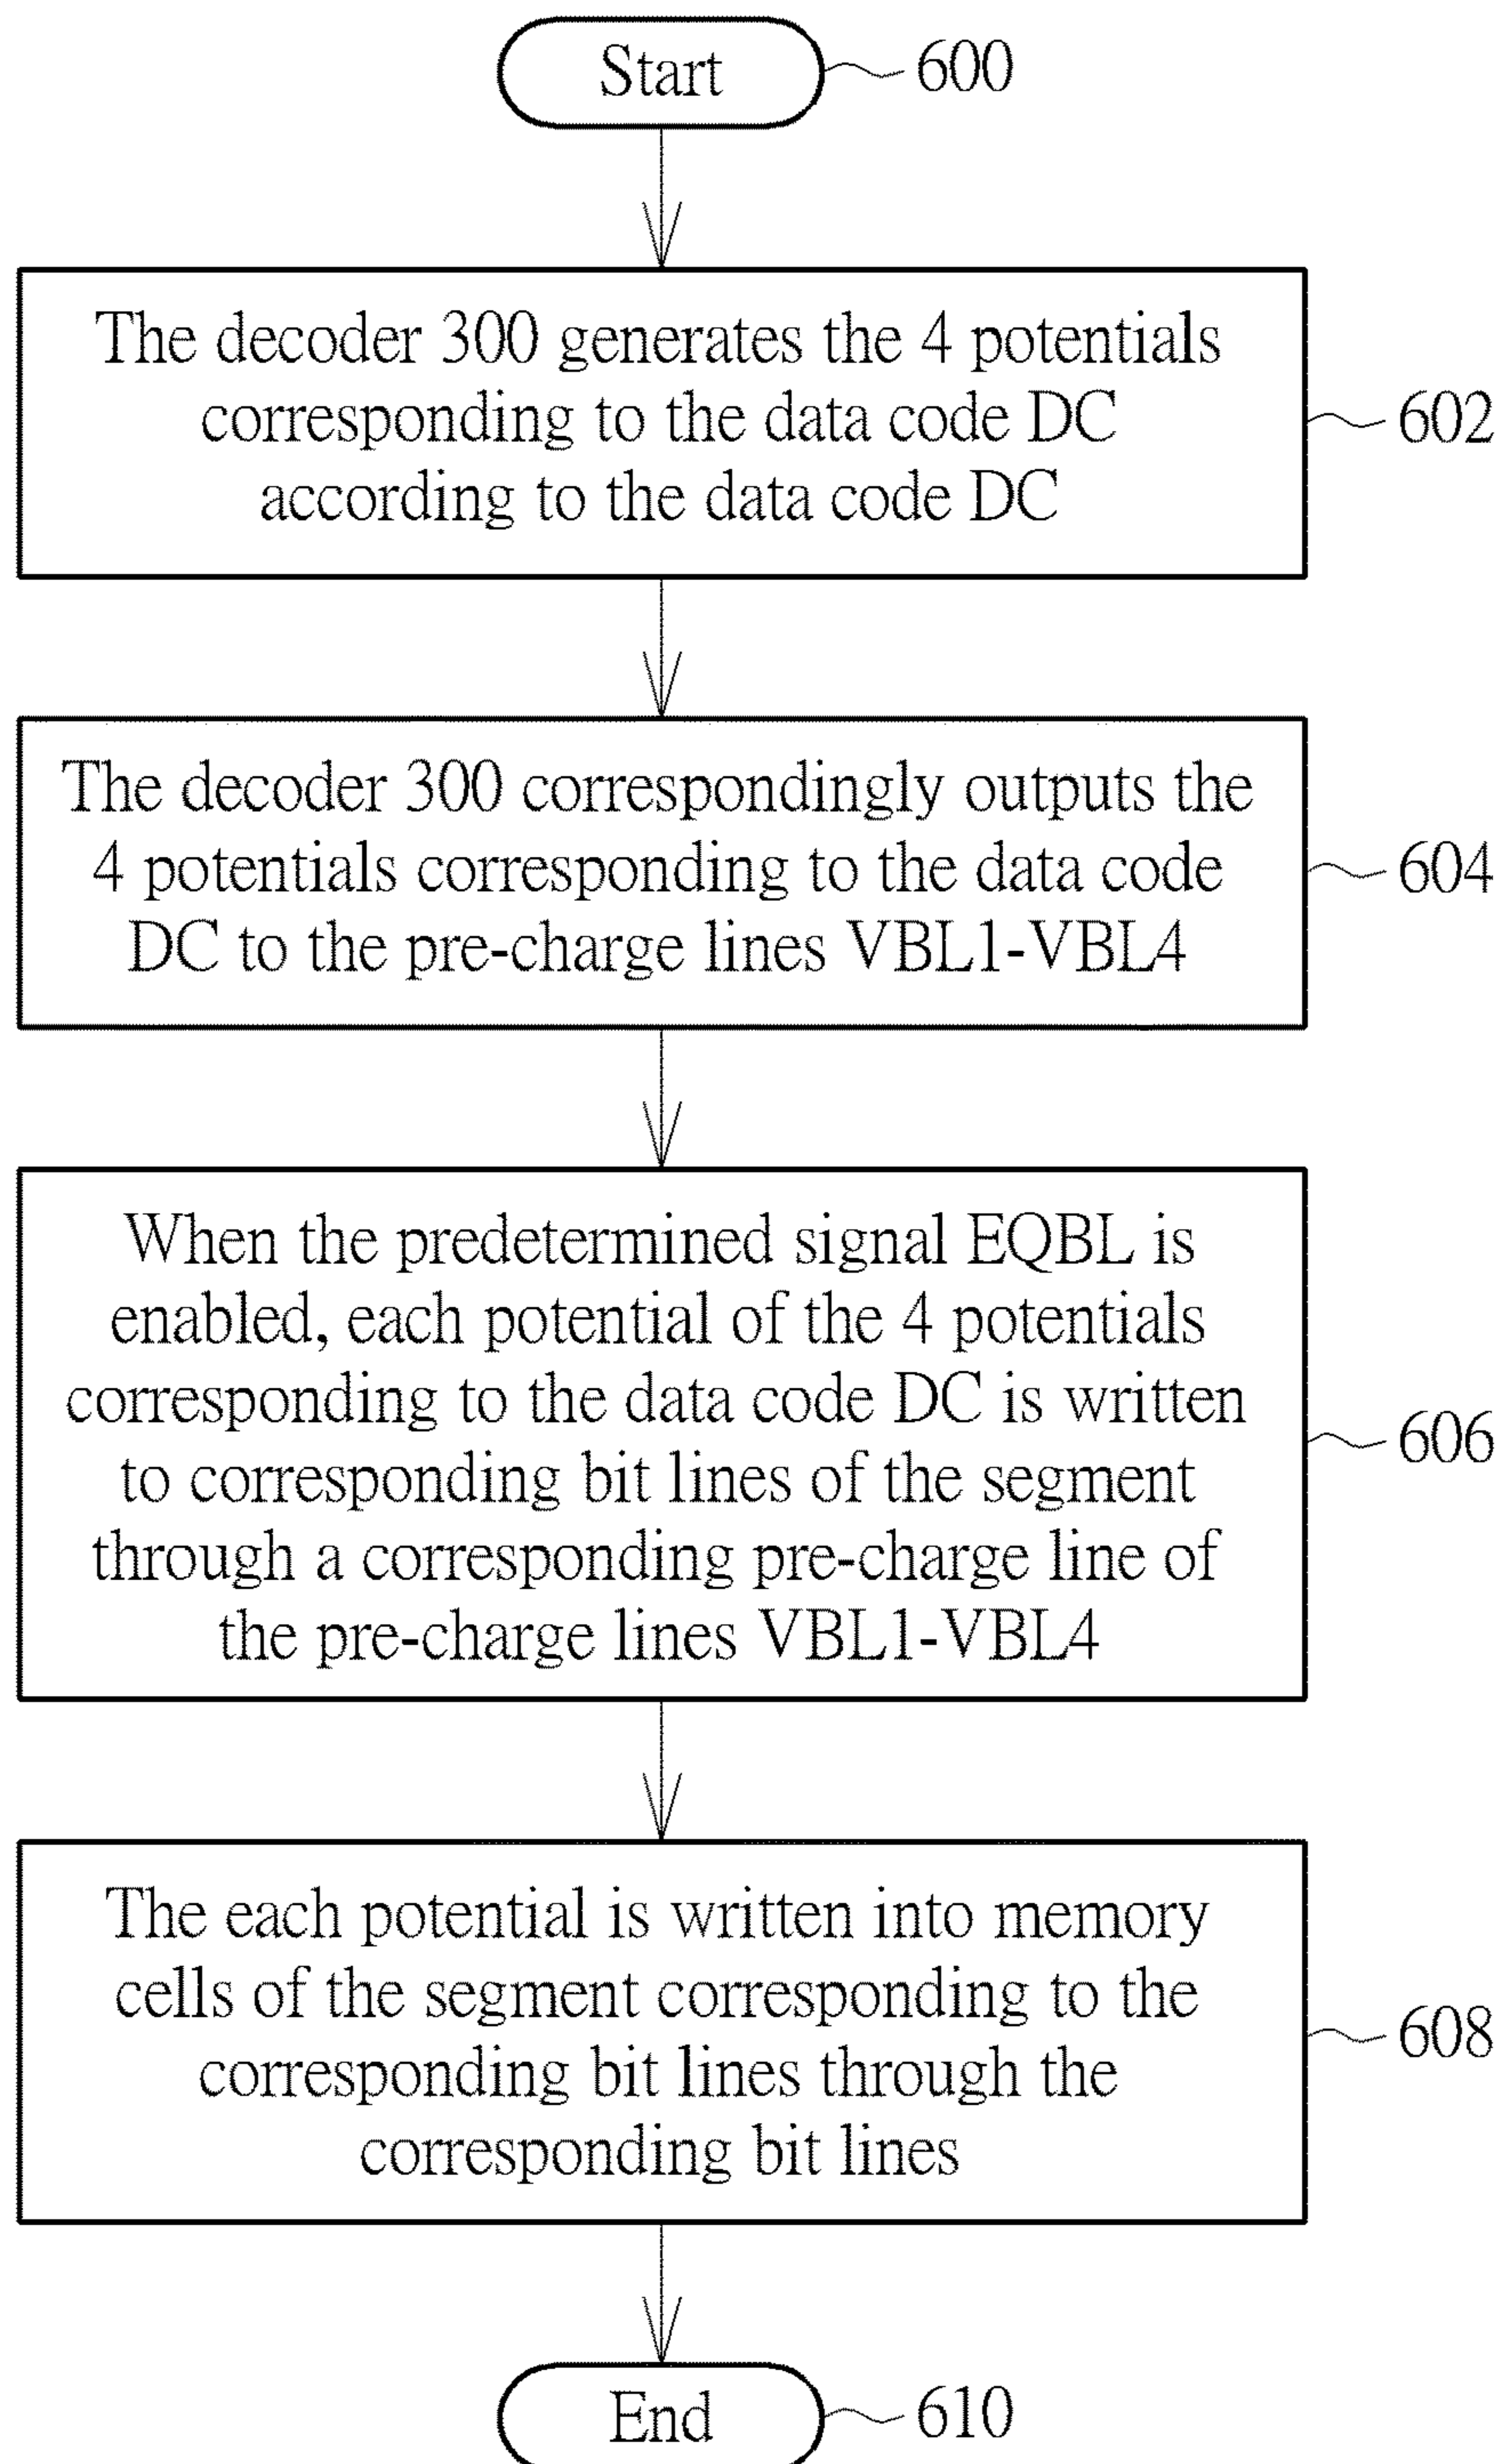 Start
600
The decoder 300 generates the 4 potentials
corresponding to the data code DC
according to the data code DC
602
The decoder 300 correspondingly outputs the
4 potentials corresponding to the data code
DC to the pre-charge lines VBL1-VBL4
604
When the predetermined signal EQBL is
enabled, each potential of the 4 potentials
corresponding to the data code DC is written
to corresponding bit lines of the segment
through a corresponding pre-charge line of
the pre-charge lines VBL1-VBL4
606
The each potential is written into memory
cells of the segment corresponding to the
corresponding bit lines through the
corresponding bit lines
608
End
610